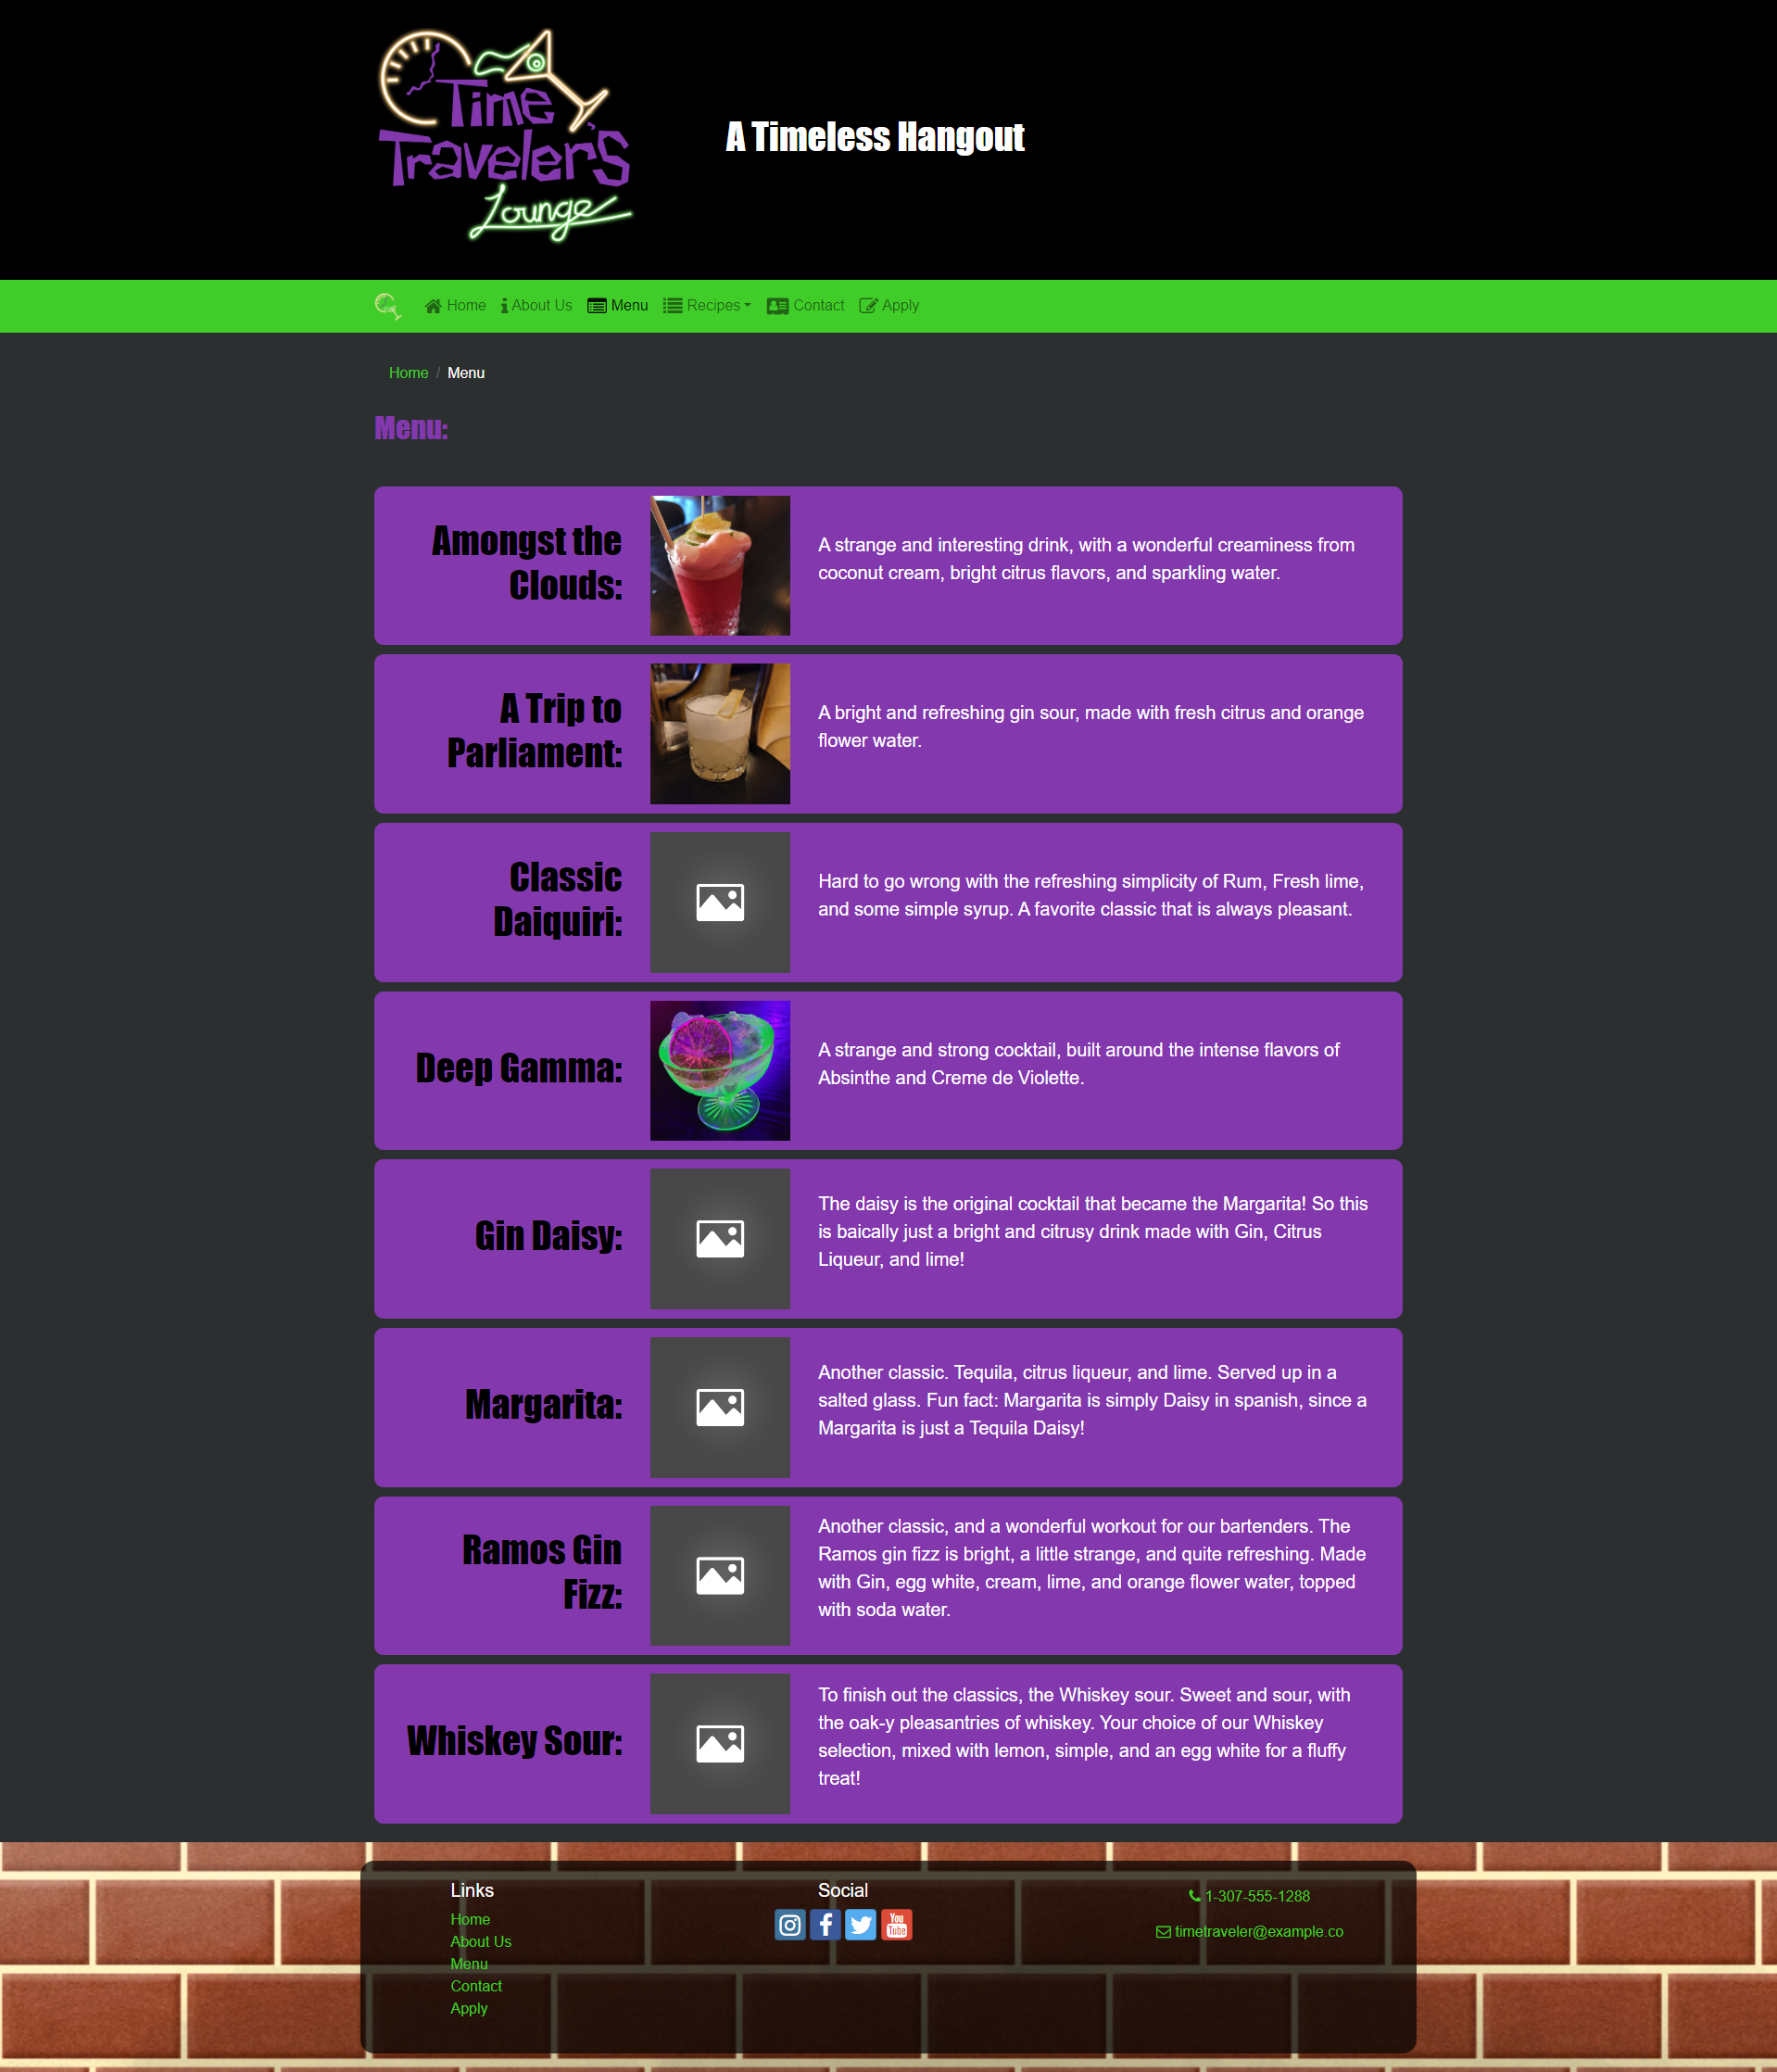 Time
Traveler's
Lounge
A Timeless Hangout
Home About Us Menu Recipes Contact Apply
Home / Menu
Menu:
Amongst the
Clouds:
A strange and interesting drink, with a wonderful creaminess from
coconut cream, bright citrus flavors, and sparkling water.
A Trip to
Parliament:
A bright and refreshing gin sour, made with fresh citrus and orange
flower water.
Classic
Daiquiri:
Hard to go wrong with the refreshing simplicity of Rum, Fresh lime,
and some simple syrup. A favorite classic that is always pleasant.
Deep Gamma:
A strange and strong cocktail, built around the intense flavors of
Absinthe and Creme de Violette.
Gin Daisy:
The daisy is the original cocktail that became the Margarita! So this
is baically just a bright and citrusy drink made with Gin, Citrus
Liqueur, and lime!
Margarita:
Another classic. Tequila, citrus liqueur, and lime. Served up in a
salted glass. Fun fact: Margarita is simply Daisy in spanish, since a
Margarita is just a Tequila Daisy!
Ramos Gin
Fizz:
Another classic, and a wonderful workout for our bartenders. The
Ramos gin fizz is bright, a little strange, and quite refreshing. Made
with Gin, egg white, cream, lime, and orange flower water, topped
with soda water.
Whiskey Sour:
To finish out the classics, the Whiskey sour. Sweet and sour, with
the oak-y pleasantries of whiskey. Your choice of our Whiskey
selection, mixed with lemon, simple, and an egg white for a fluffy
treat!
Links
Home
About Us
Menu
Contact
Apply
Social
You
Tube
1-307-555-1288
timetraveler@example.co